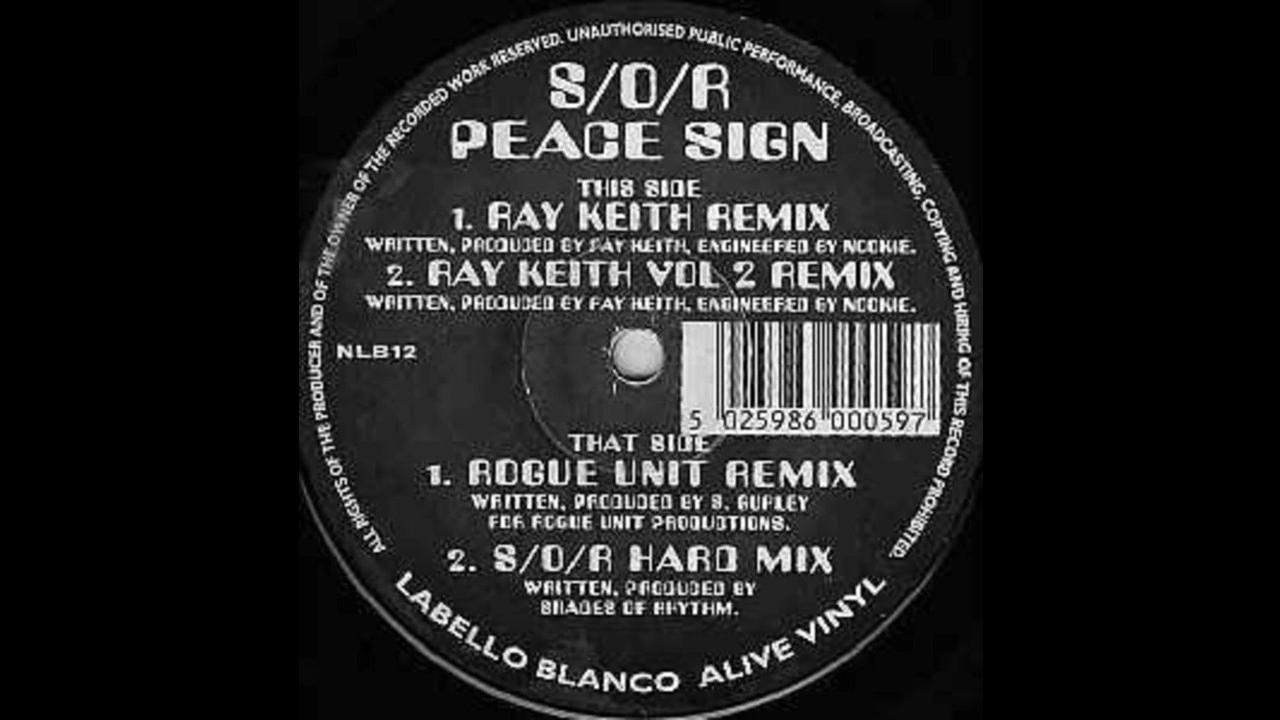 ALL RIGHTS OF THE PRODUCER AND OF THE OWNER OF THE RECORDED WORK RESERVED. UNAUTHORISED PUBLIC PERFORMANCE, BROADCASTING, COPYING AND HIRING OF THIS RECORD PROHIBITED.
S/O/R
PEACE SIGN
THIS SIDE
1. RAY KEITH REMIX
WRITTEN, PRODUCED BY RAY KEITH, ENGINEERED BY NOOKIE.
2. RAY KEITH VOL 2 REMIX
WRITTEN, PRODUCED BY RAY KEITH, ENGINEERED BY NOOKIE.
NLB12
5 025986 000597
THAT SIDE
1. ROGUE UNIT REMIX
WRITTEN, PRODUCED BY S. GURLEY
FOR ROGUE UNIT PRODUCTIONS.
2. S/O/R HARD MIX
WRITTEN, PRODUCED BY
SHADES OF RHYTHM.
LABELLO BLANCO ALIVE VINYL